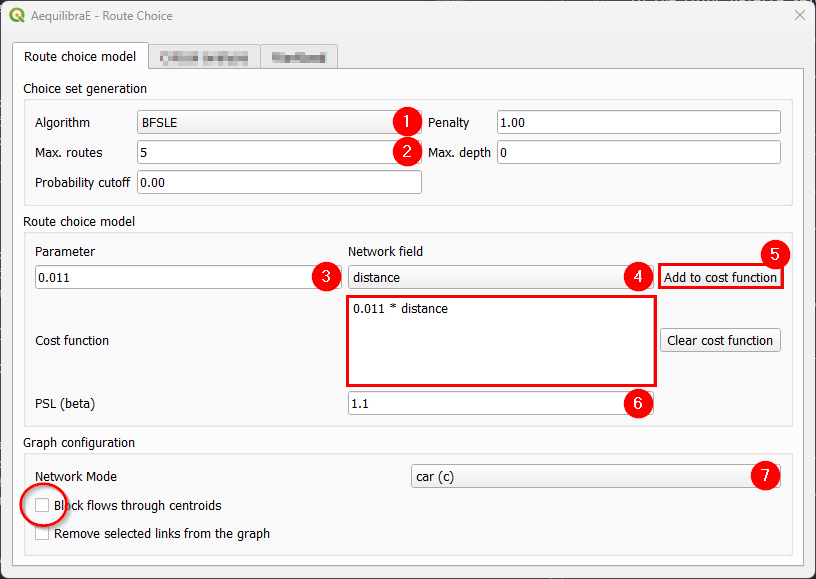 AequilibraE - Route Choice
Route choice model
Choice set generation
Algorithm BFSLE 1 Penalty 1.00
Max. routes 5 2 Max. depth 0
Probability cutoff 0.00
Route choice model
Parameter Network field 5
0.011 3 distance 4 Add to cost function
0.011 * distance
Cost function Clear cost function
PSL (beta) 1.1 6
Graph configuration
Network Mode car (c) 7
Block flows through centroids
Remove selected links from the graph